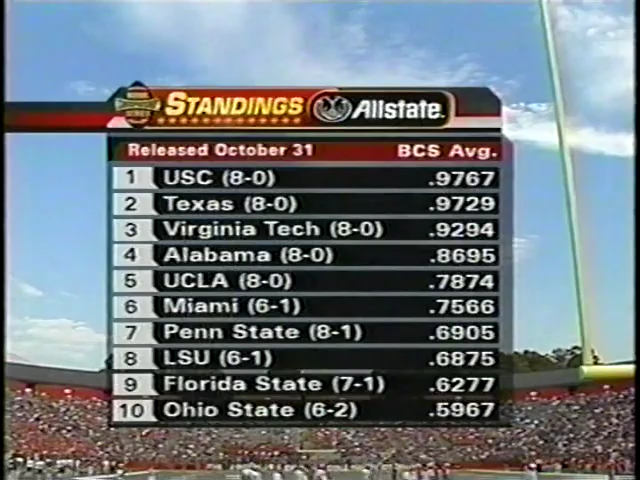 STANDINGS Allstate.
Released October 31 BCS Avg.
1 USC (8-0) .9767
2 Texas (8-0) .9729
3 Virginia Tech (8-0) .9294
4 Alabama (8-0) .8695
5 UCLA (8-0) .7874
6 Miami (6-1) .7566
7 Penn State (8-1) .6905
8 LSU (6-1) .6875
9 Florida State (7-1) .6277
10 Ohio State (6-2) .5967